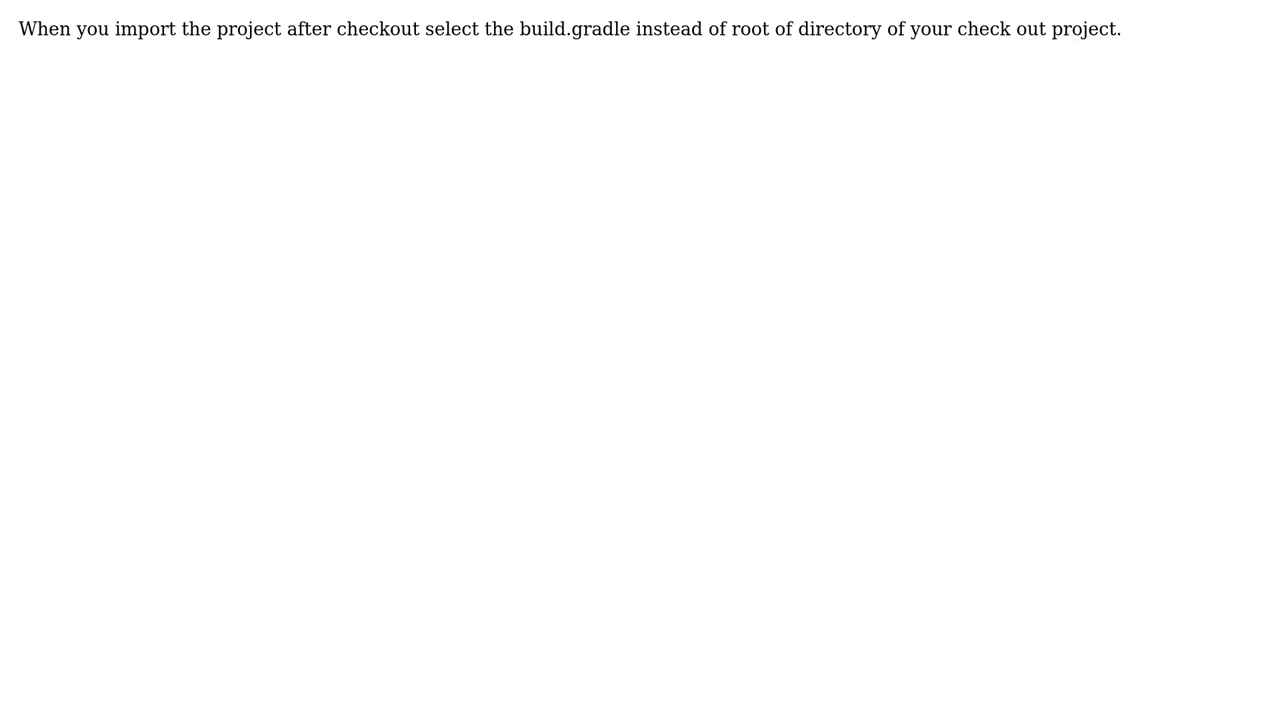 When you import the project after checkout select the build.gradle instead of root of directory of your check out project.